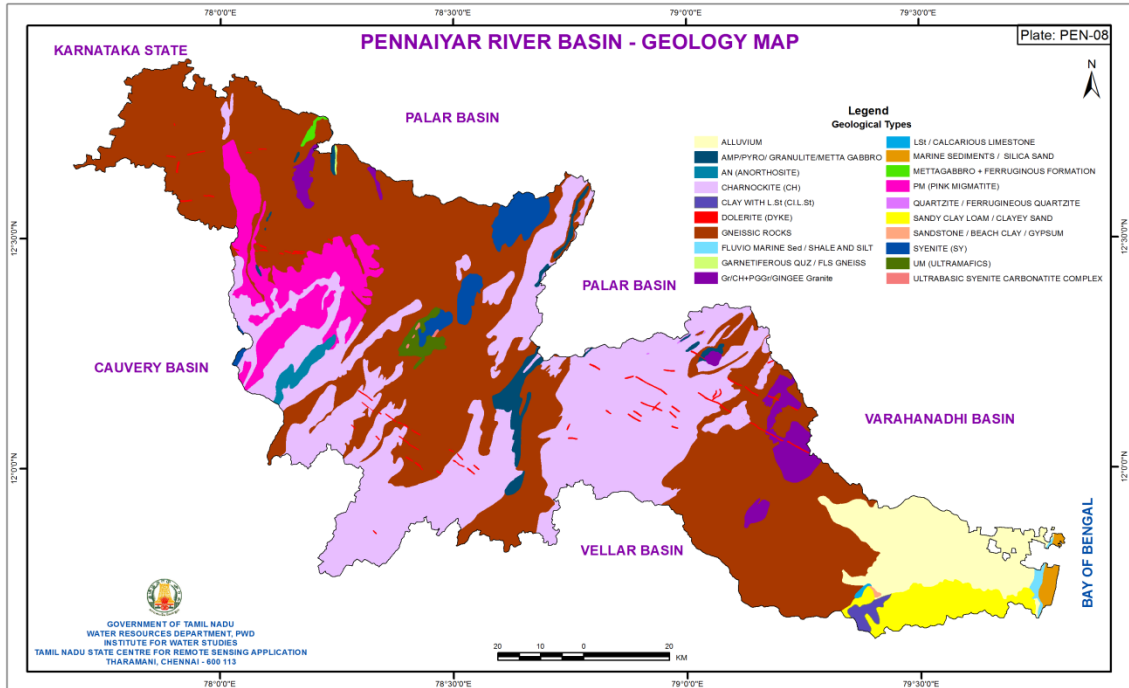 78°0'0"E 78°30'0"E 79°0'0"E 79°30'0"E
PENNAIYAR RIVER BASIN - GEOLOGY MAP
Plate: PEN-08
KARNATAKA STATE
N
PALAR BASIN
Legend
Geological Types
ALLUVIUM
AMP/PYRO/ GRANULITE/METTA GABBRO
AN (ANORTHOSITE)
CHARNOCKITE (CH)
CLAY WITH L.St (Cl.L.St)
DOLERITE (DYKE)
GNEISSIC ROCKS
FLUVIO MARINE Sed / SHALE AND SILT
GARNETIFEROUS QUZ / FLS GNEISS
Gr/CH+PGGr/GINGEE Granite
LSt / CALCARIOUS LIMESTONE
MARINE SEDIMENTS / SILICA SAND
METTAGABBRO + FERRUGINOUS FORMATION
PM (PINK MIGMATITE)
QUARTZITE / FERRUGINEOUS QUARTZITE
SANDY CLAY LOAM / CLAYEY SAND
SANDSTONE / BEACH CLAY / GYPSUM
SYENITE (SY)
UM (ULTRAMAFICS)
ULTRABASIC SYENITE CARBONATITE COMPLEX
12°30'0"N
12°30'0"N
PALAR BASIN
CAUVERY BASIN
VARAHANADHI BASIN
12°0'0"N
12°0'0"N
VELLAR BASIN
BAY OF BENGAL
GOVERNMENT OF TAMIL NADU
WATER RESOURCES DEPARTMENT, PWD
INSTITUTE FOR WATER STUDIES
TAMIL NADU STATE CENTRE FOR REMOTE SENSING APPLICATION
THARAMANI, CHENNAI - 600 113
20 10 0 20
KM
78°0'0"E 78°30'0"E 79°0'0"E 79°30'0"E